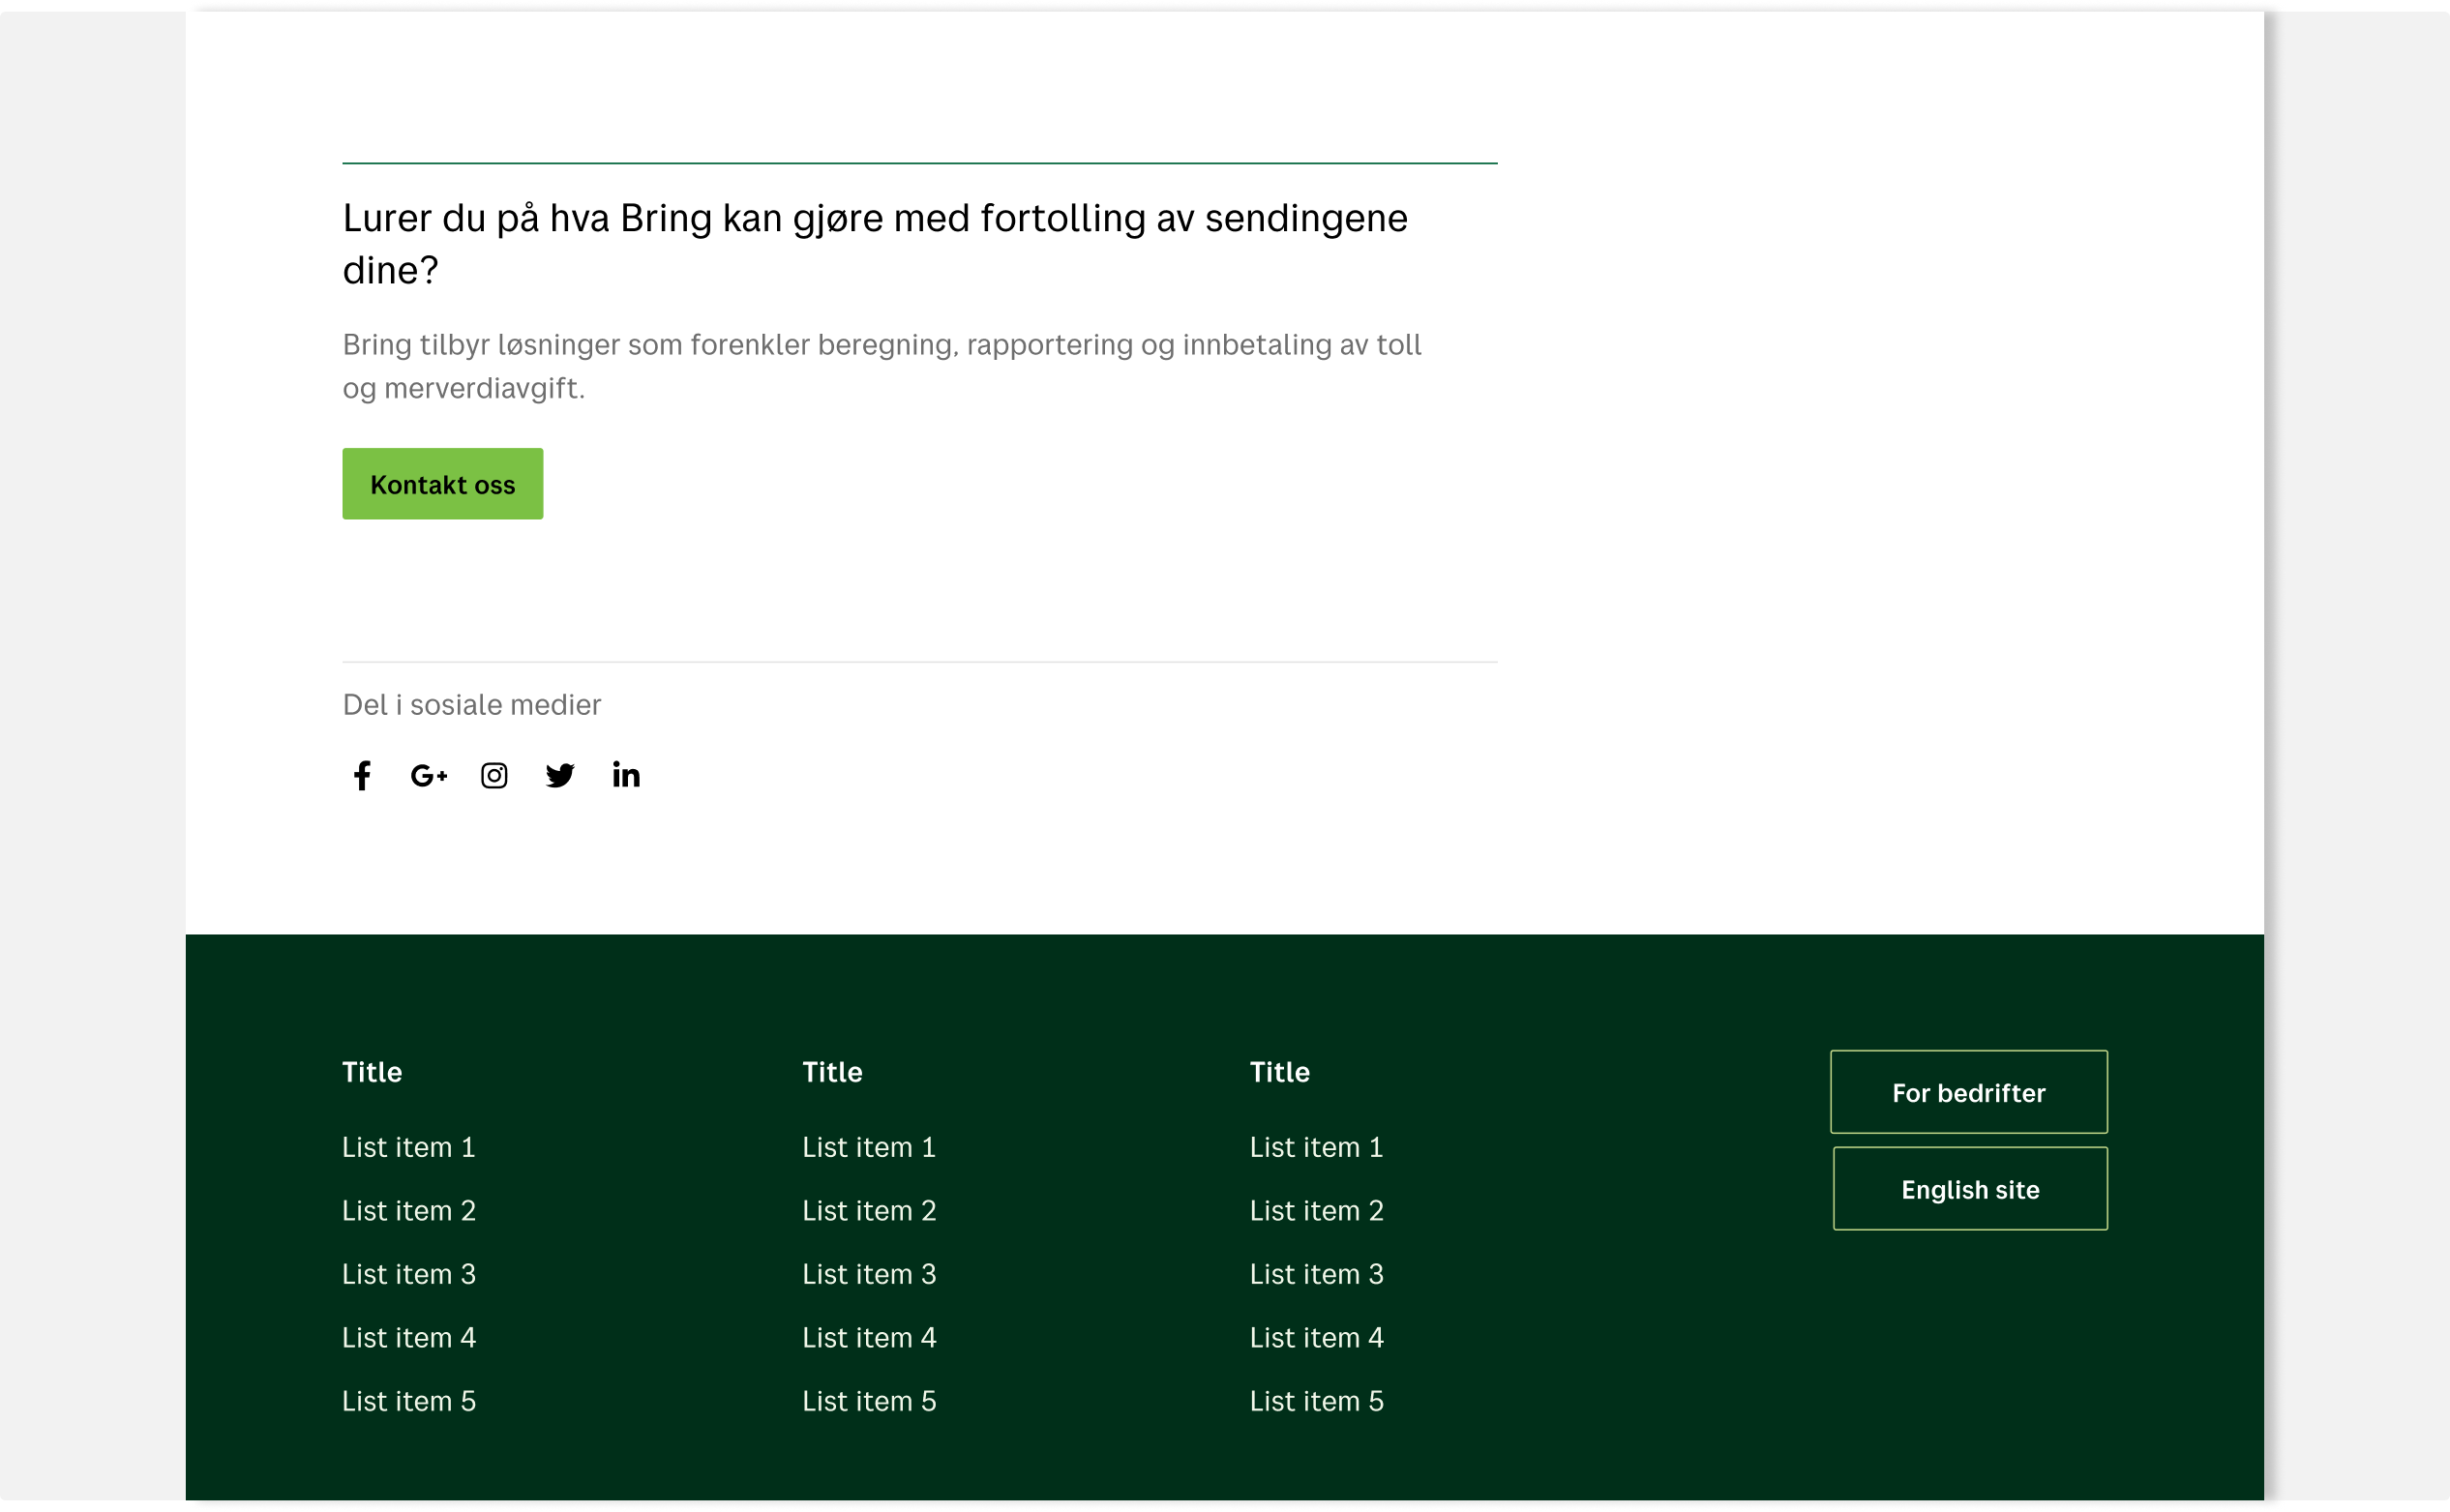 Lurer du på hva Bring kan gjøre med fortolling av sendingene
dine?
Bring tilbyr løsninger som forenkler beregning, rapportering og innbetaling av toll
og merverdiavgift.
Kontakt oss
Del i sosiale medier
Title
List item 1
List item 2
List item 3
List item 4
List item 5
Title
List item 1
List item 2
List item 3
List item 4
List item 5
Title
List item 1
List item 2
List item 3
List item 4
List item 5
For bedrifter
English site